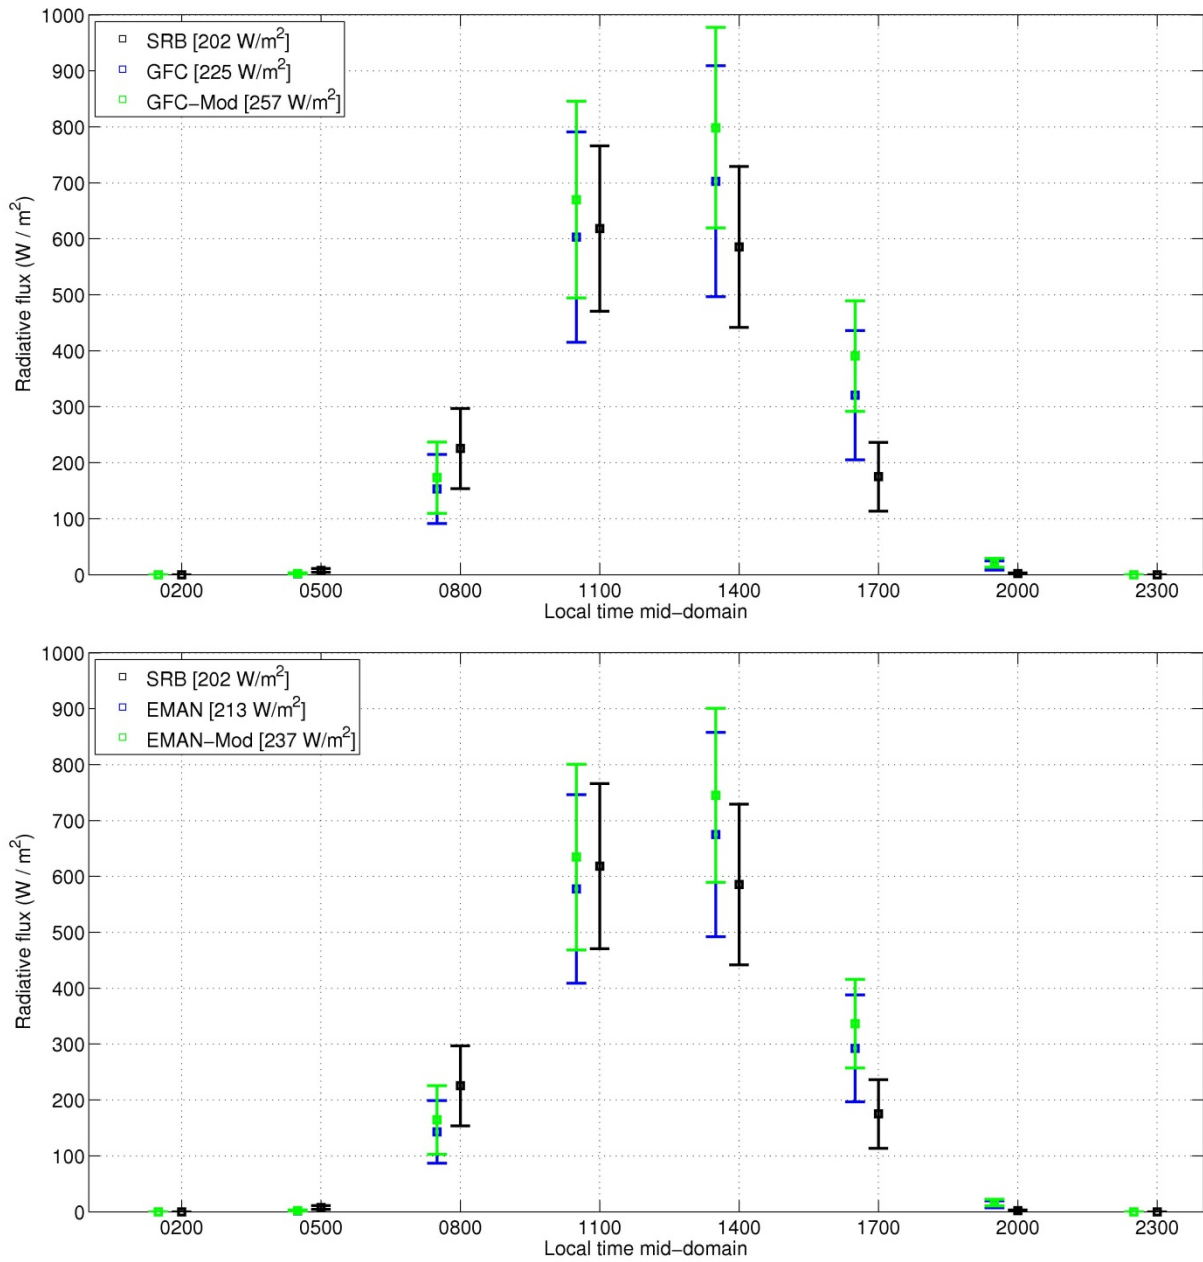 1000
900
800
700
600
500
400
300
200
100
0
Radiative flux (W / m²)
SRB [202 W/m²]
GFC [225 W/m²]
GFC−Mod [257 W/m²]
0200 0500 0800 1100 1400 1700 2000 2300
Local time mid−domain
1000
900
800
700
600
500
400
300
200
100
0
Radiative flux (W / m²)
SRB [202 W/m²]
EMAN [213 W/m²]
EMAN−Mod [237 W/m²]
0200 0500 0800 1100 1400 1700 2000 2300
Local time mid−domain